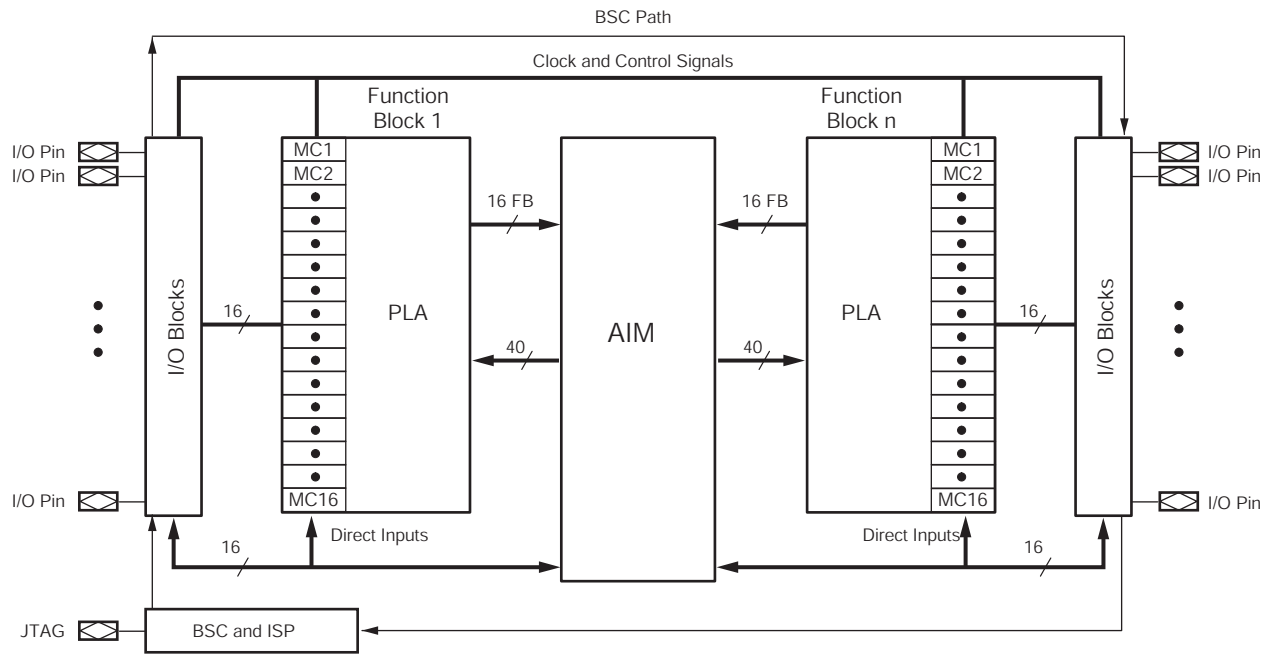 BSC Path
Clock and Control Signals
Function
Block 1
Function
Block n
I/O Pin
I/O Pin
I/O Pin
I/O Blocks
16
MC1
MC2
MC16
PLA
16 FB
40
AIM
16 FB
40
PLA
MC1
MC2
MC16
16
I/O Blocks
I/O Pin
I/O Pin
I/O Pin
Direct Inputs
16
Direct Inputs
16
JTAG
BSC and ISP